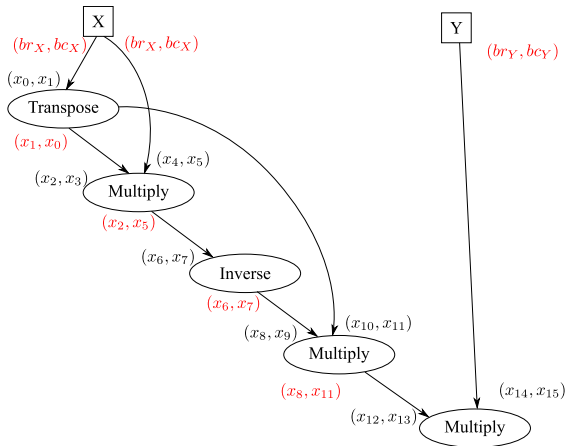 X
Y
(br_X, bc_X)
(br_X, bc_X)
(br_Y, bc_Y)
(x_0, x_1)
Transpose
(x_1, x_0)
(x_4, x_5)
(x_2, x_3)
Multiply
(x_2, x_5)
(x_6, x_7)
Inverse
(x_6, x_7)
(x_10, x_11)
(x_8, x_9)
Multiply
(x_8, x_11)
(x_14, x_15)
(x_12, x_13)
Multiply